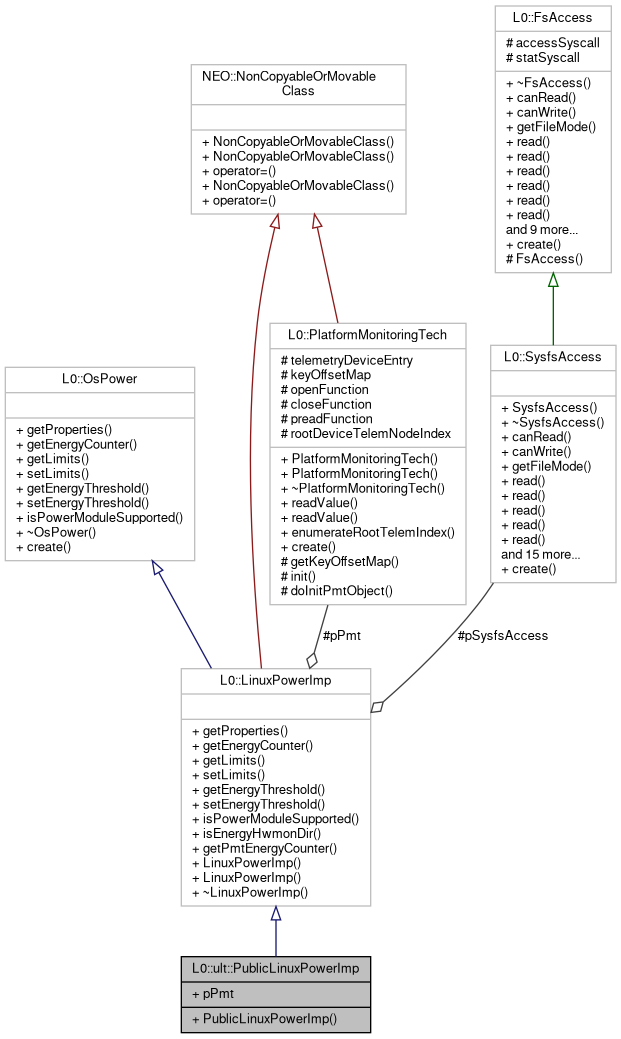 L0::FsAccess
# accessSyscall
# statSyscall
+ ~FsAccess()
+ canRead()
+ canWrite()
+ getFileMode()
+ read()
+ read()
+ read()
+ read()
+ read()
+ read()
and 9 more...
+ create()
# FsAccess()
NEO::NonCopyableOrMovable
Class
+ NonCopyableOrMovableClass()
+ NonCopyableOrMovableClass()
+ operator=()
+ NonCopyableOrMovableClass()
+ operator=()
L0::PlatformMonitoringTech
# telemetryDeviceEntry
# keyOffsetMap
# openFunction
# closeFunction
# preadFunction
# rootDeviceTelemNodeIndex
+ PlatformMonitoringTech()
+ PlatformMonitoringTech()
+ ~PlatformMonitoringTech()
+ readValue()
+ readValue()
+ enumerateRootTelemIndex()
+ create()
# getKeyOffsetMap()
# init()
# doInitPmtObject()
L0::SysfsAccess
+ SysfsAccess()
+ ~SysfsAccess()
+ canRead()
+ canWrite()
+ getFileMode()
+ read()
+ read()
+ read()
+ read()
+ read()
and 15 more...
+ create()
L0::OsPower
+ getProperties()
+ getEnergyCounter()
+ getLimits()
+ setLimits()
+ getEnergyThreshold()
+ setEnergyThreshold()
+ isPowerModuleSupported()
+ ~OsPower()
+ create()
#pPmt
#pSysfsAccess
L0::LinuxPowerImp
+ getProperties()
+ getEnergyCounter()
+ getLimits()
+ setLimits()
+ getEnergyThreshold()
+ setEnergyThreshold()
+ isPowerModuleSupported()
+ isEnergyHwmonDir()
+ getPmtEnergyCounter()
+ LinuxPowerImp()
+ LinuxPowerImp()
+ ~LinuxPowerImp()
L0::ult::PublicLinuxPowerImp
+ pPmt
+ PublicLinuxPowerImp()